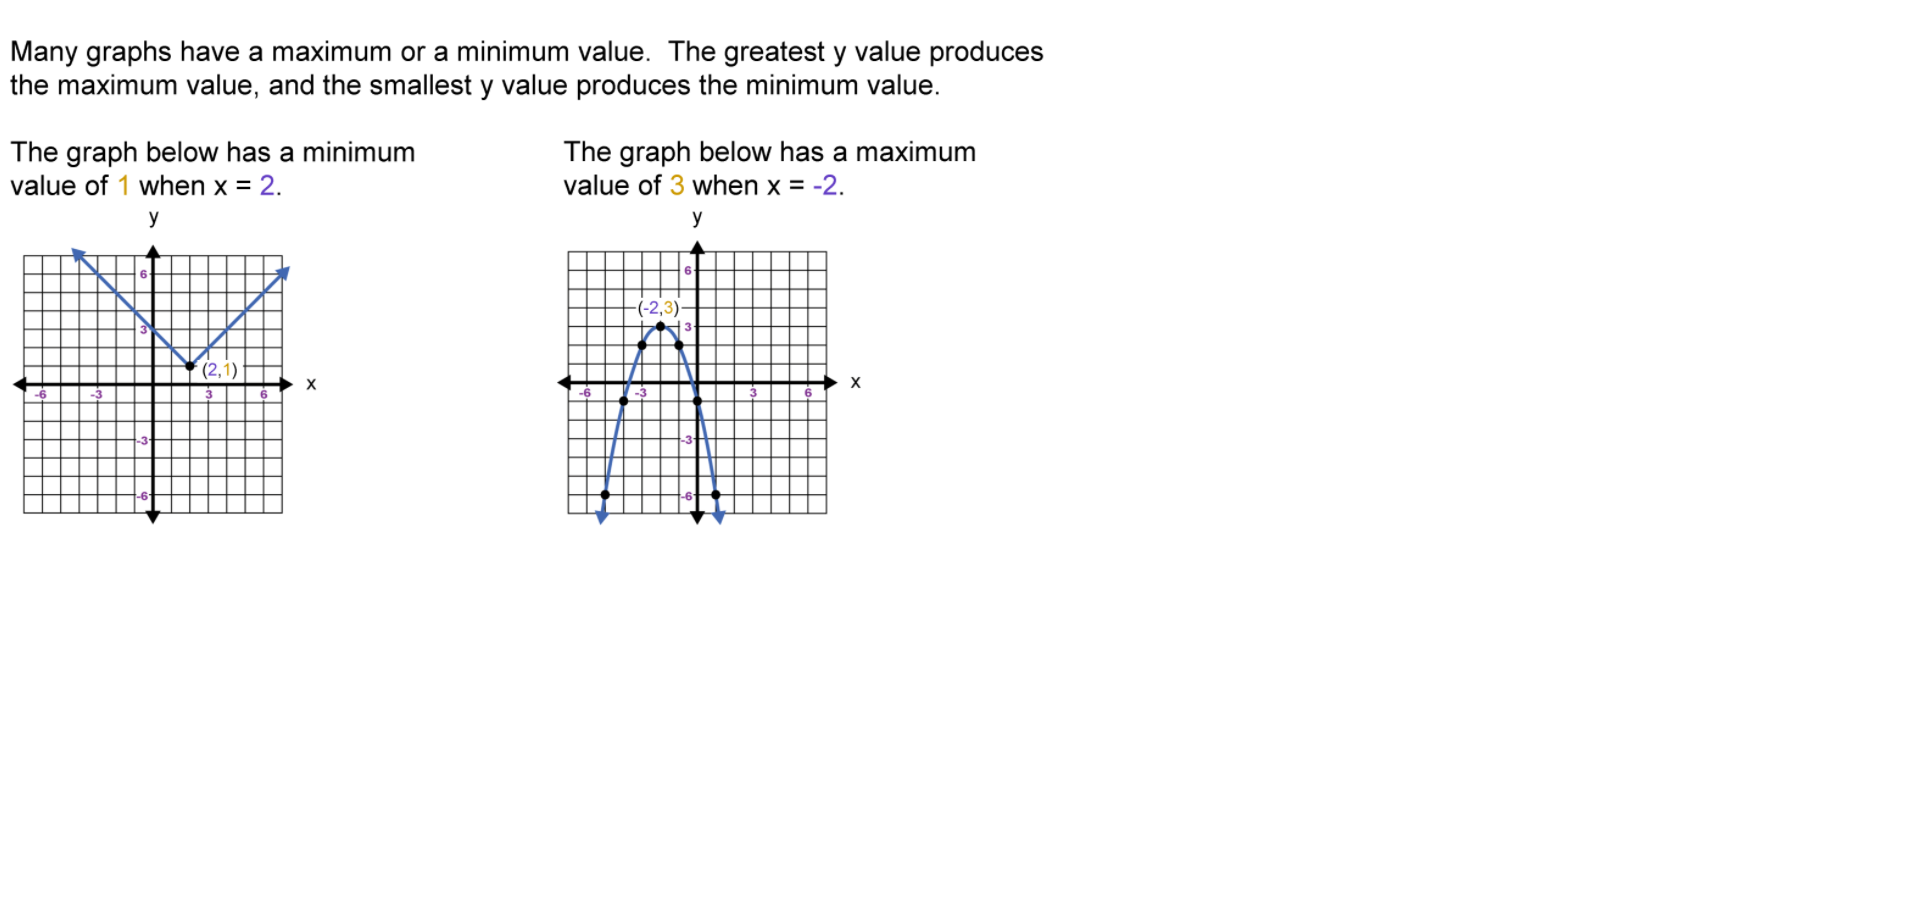 Many graphs have a maximum or a minimum value.  The greatest y value produces
the maximum value, and the smallest y value produces the minimum value.
The graph below has a minimum
value of 1 when x = 2.
y
6
3
(2,1)
x
-6 -3 3 6
-3
-6
The graph below has a maximum
value of 3 when x = -2.
y
6
(-2,3)
3
x
-6 -3 3 6
-3
-6